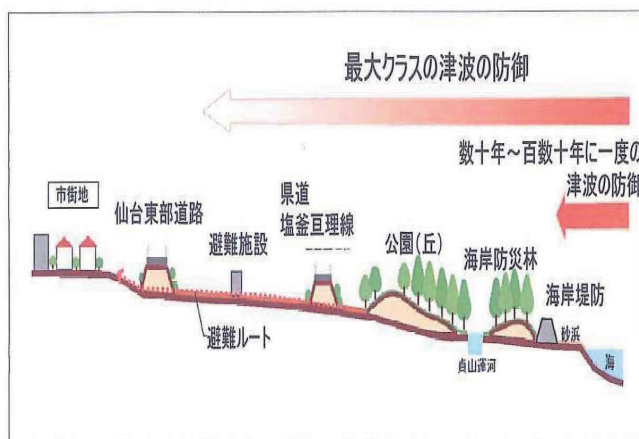 最大クラスの津波の防御
数十年～百数十年に一度の
津波の防御
市街地
仙台東部道路
避難施設
県道
塩釜亘理線
公園(丘)
海岸防災林
海岸堤防
砂浜
海
避難ルート
貞山運河